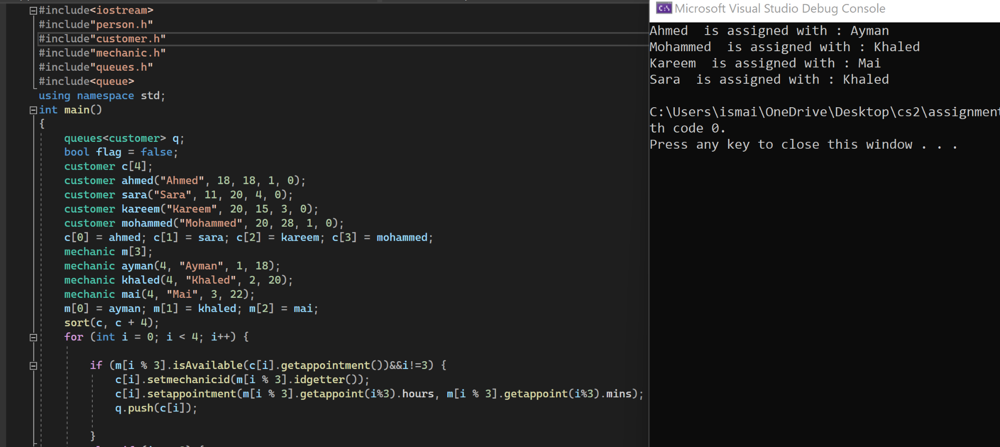 #include<iostream>
#include"person.h"
#include"customer.h"
#include"mechanic.h"
#include"queues.h"
#include<queue>
using namespace std;
int main()
{
queues<customer> q;
bool flag = false;
customer c[4];
customer ahmed("Ahmed", 18, 18, 1, 0);
customer sara("Sara", 11, 20, 4, 0);
customer kareem("Kareem", 20, 15, 3, 0);
customer mohammed("Mohammed", 20, 28, 1, 0);
c[0] = ahmed; c[1] = sara; c[2] = kareem; c[3] = mohammed;
mechanic m[3];
mechanic ayman(4, "Ayman", 1, 18);
mechanic khaled(4, "Khaled", 2, 20);
mechanic mai(4, "Mai", 3, 22);
m[0] = ayman; m[1] = khaled; m[2] = mai;
sort(c, c + 4);
for (int i = 0; i < 4; i++) {
if (m[i % 3].isAvailable(c[i].getappointment())&&i!=3) {
c[i].setmechanicid(m[i % 3].idgetter());
c[i].setappointment(m[i % 3].getappoint(i%3).hours, m[i % 3].getappoint(i%3).mins);
q.push(c[i]);
}
Microsoft Visual Studio Debug Console
Ahmed  is assigned with : Ayman
Mohammed  is assigned with : Khaled
Kareem  is assigned with : Mai
Sara  is assigned with : Khaled
C:\Users\ismai\OneDrive\Desktop\cs2\assignment
th code 0.
Press any key to close this window . . .